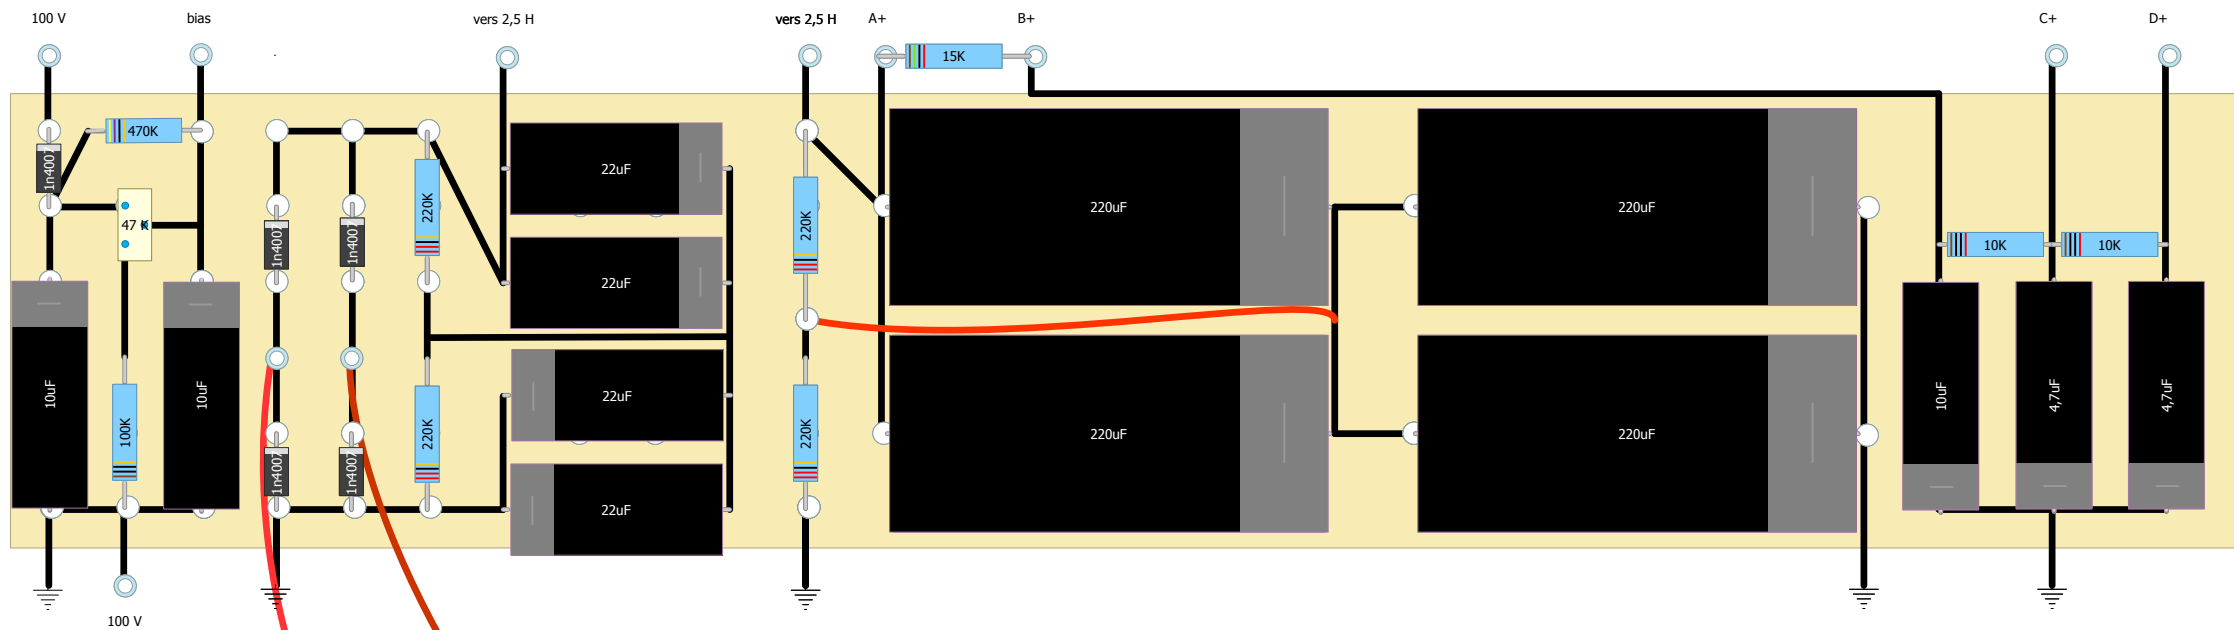 100 V
bias
vers 2,5 H
vers 2,5 H
A+
B+
C+
D+
15K
470K
1n4007
47 K
10uF
100K
10uF
1n4007
1n4007
1n4007
1n4007
220K
220K
22uF
22uF
22uF
22uF
220K
220K
220uF
220uF
220uF
220uF
10K
10K
10uF
4,7uF
4,7uF
100 V